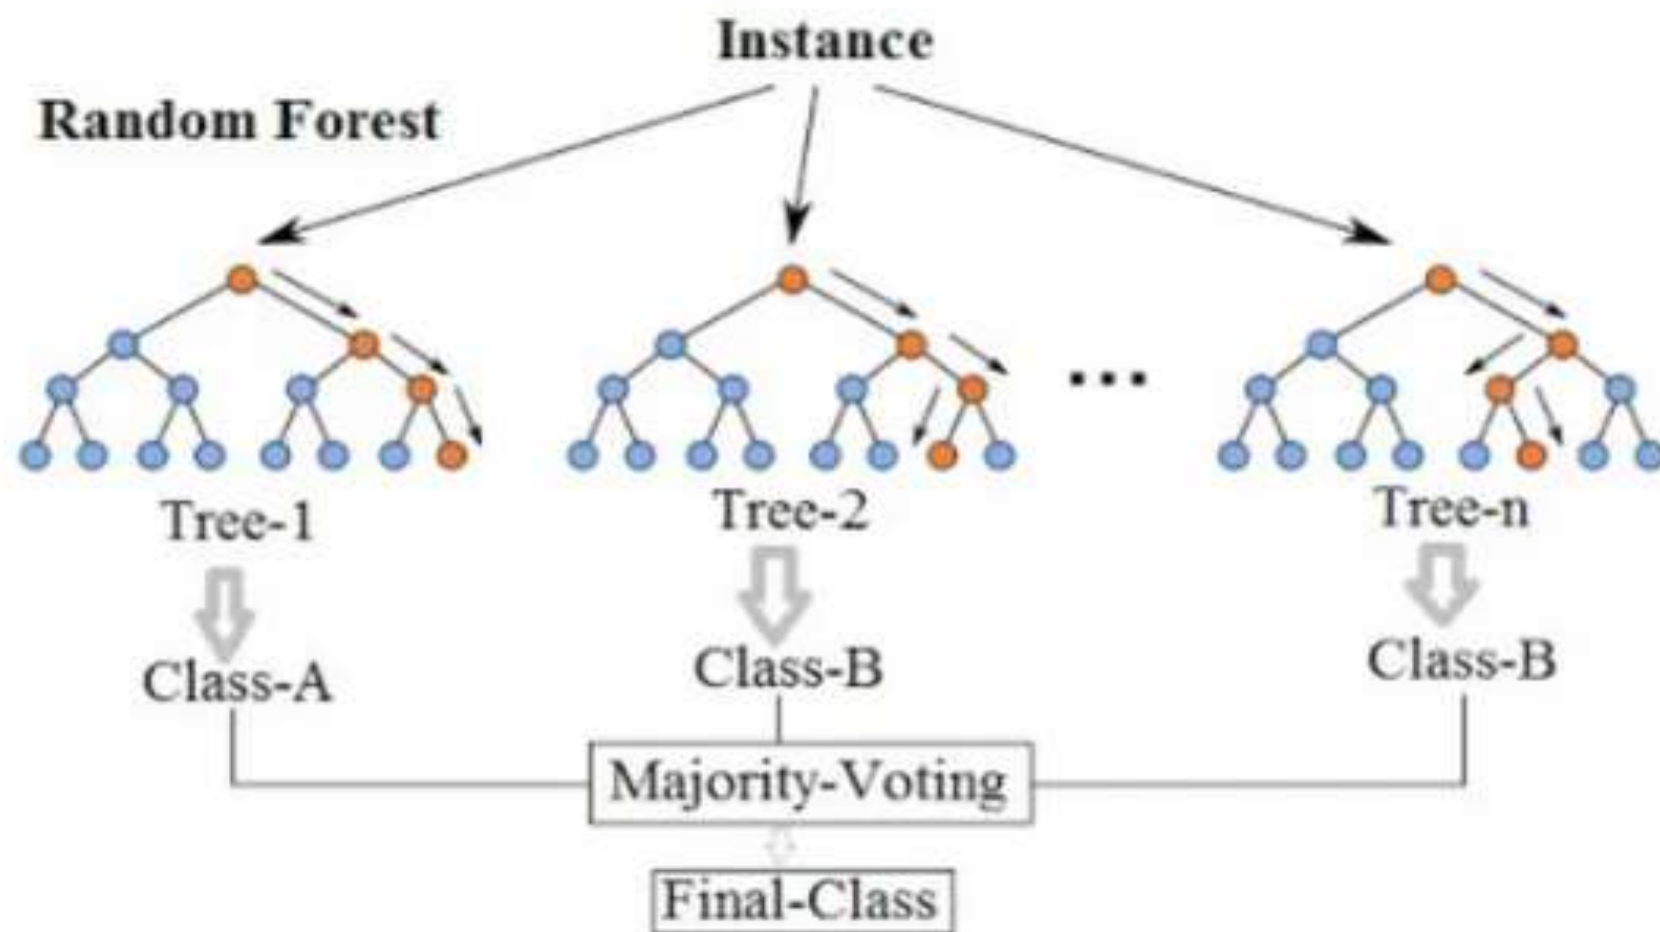 Instance
Random Forest
...
Tree-1
Tree-2
Tree-n
Class-A
Class-B
Class-B
Majority-Voting
Final-Class